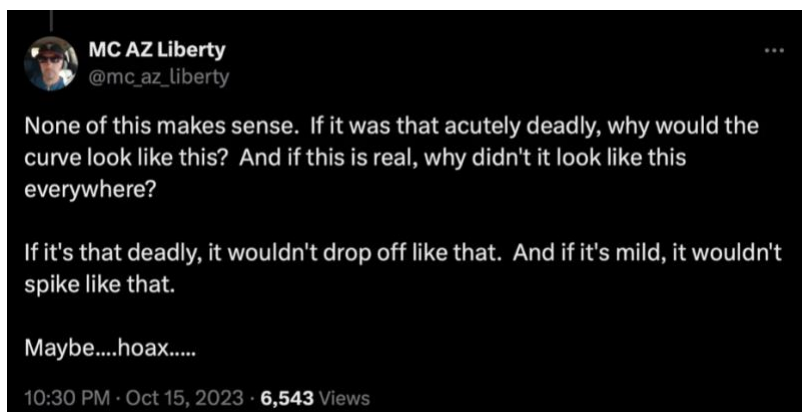 MC AZ Liberty
@mc_az_liberty
None of this makes sense. If it was that acutely deadly, why would the
curve look like this? And if this is real, why didn't it look like this
everywhere?
If it's that deadly, it wouldn't drop off like that. And if it's mild, it wouldn't
spike like that.
Maybe....hoax.....
10:30 PM · Oct 15, 2023 · 6,543 Views